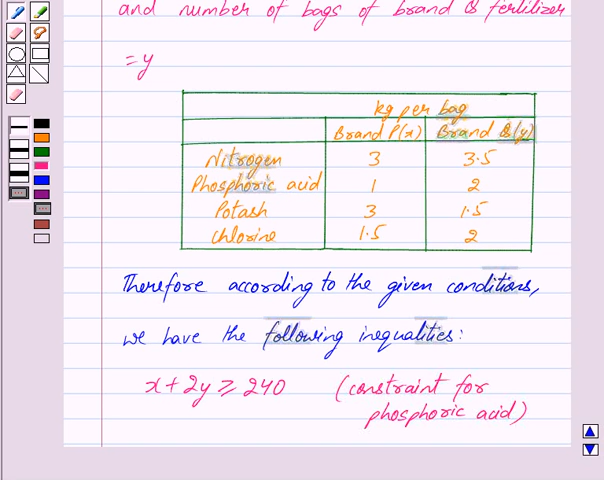 and number of bags of brand Q fertilizer
= y
kg per bag
Brand P(x) Brand Q(y)
Nitrogen 3 3.5
Phosphoric acid 1 2
Potash 3 1.5
Chlorine 1.5 2
Therefore according to the given conditions,
we have the following inequalities:
x + 2y ≥ 240 (constraint for
phosphoric acid)